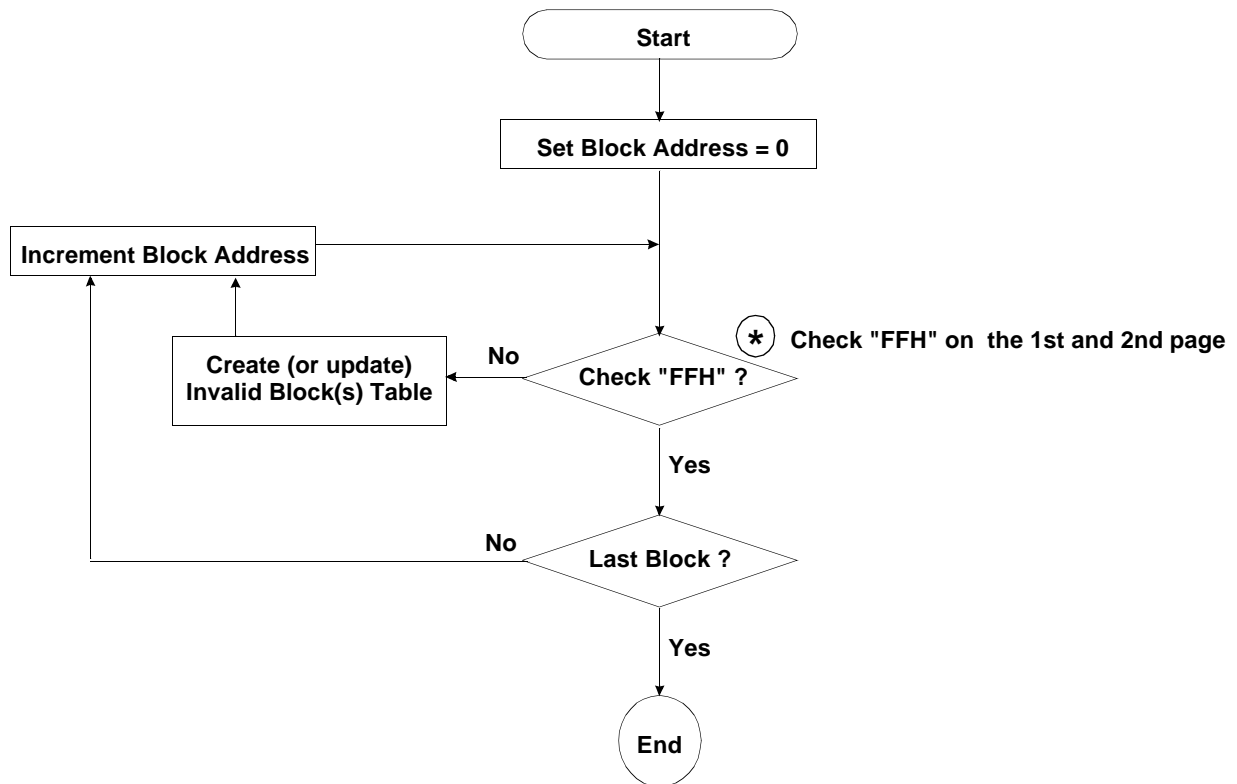 Start
Set Block Address = 0
Increment Block Address
* Check "FFH" on the 1st and 2nd page
No
Create (or update)
Invalid Block(s) Table
Check "FFH" ?
Yes
No
Last Block ?
Yes
End